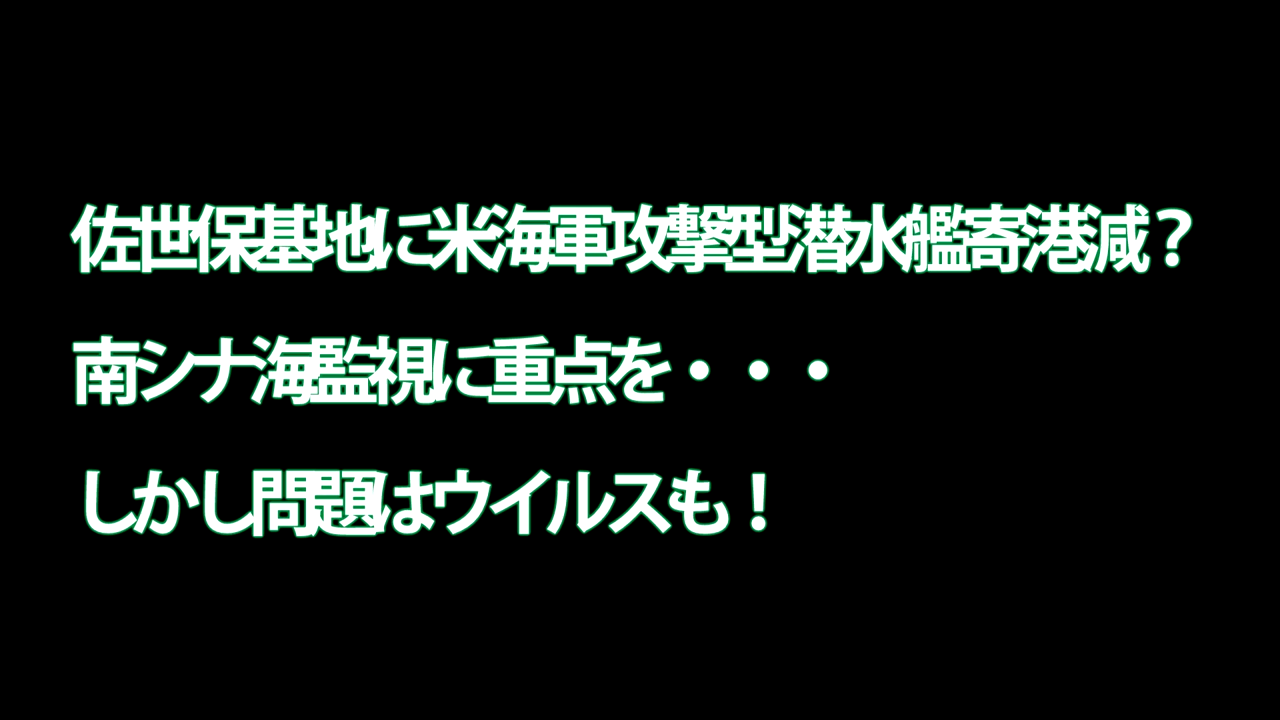 佐世保基地に米海軍攻撃型潜水艦寄港減？
南シナ海監視に重点を・・・
しかし問題はウイルスも！